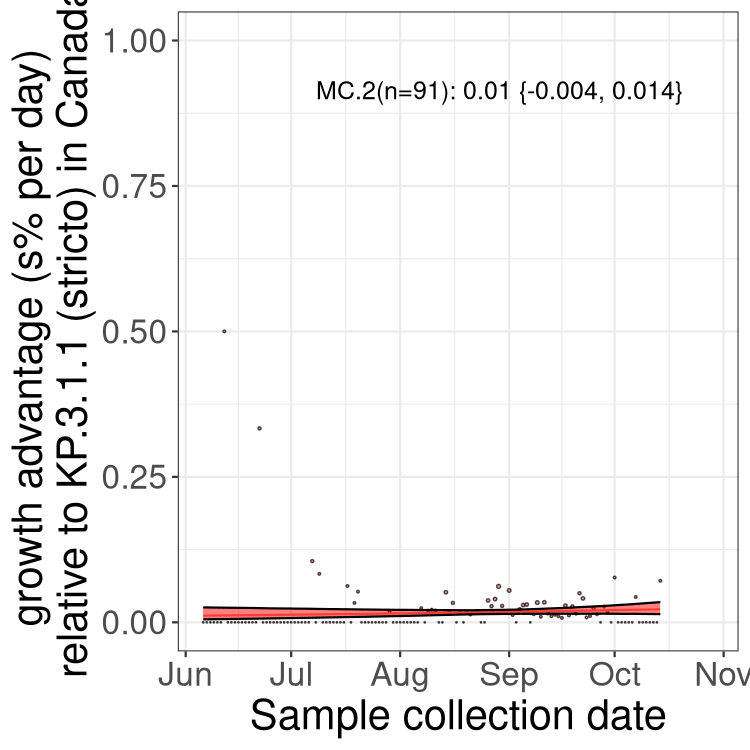 growth advantage (s% per day)
relative to KP.3.1.1 (stricto) in Canada
1.00
0.75
0.50
0.25
0.00
MC.2(n=91): 0.01 {-0.004, 0.014}
Jun Jul Aug Sep Oct Nov
Sample collection date